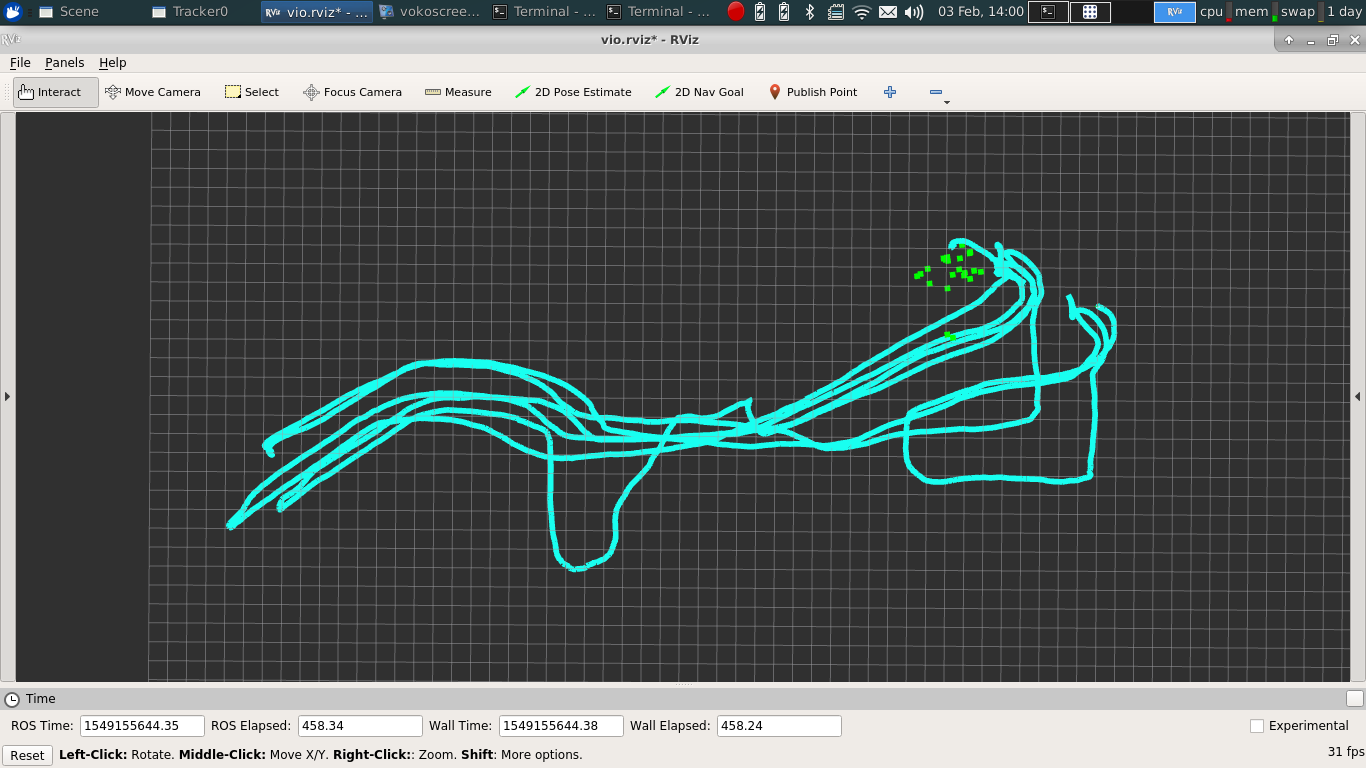 Scene Tracker0 RViz vio.rviz* - ... vokoscree... Terminal - ... Terminal - ... 03 Feb, 14:00 RViz cpu mem swap 1 day
RViz vio.rviz* - RViz
File Panels Help
Interact Move Camera Select Focus Camera Measure 2D Pose Estimate 2D Nav Goal Publish Point
Time
ROS Time: 1549155644.35 ROS Elapsed: 458.34 Wall Time: 1549155644.38 Wall Elapsed: 458.24 Experimental
Reset Left-Click: Rotate. Middle-Click: Move X/Y. Right-Click:: Zoom. Shift: More options. 31 fps